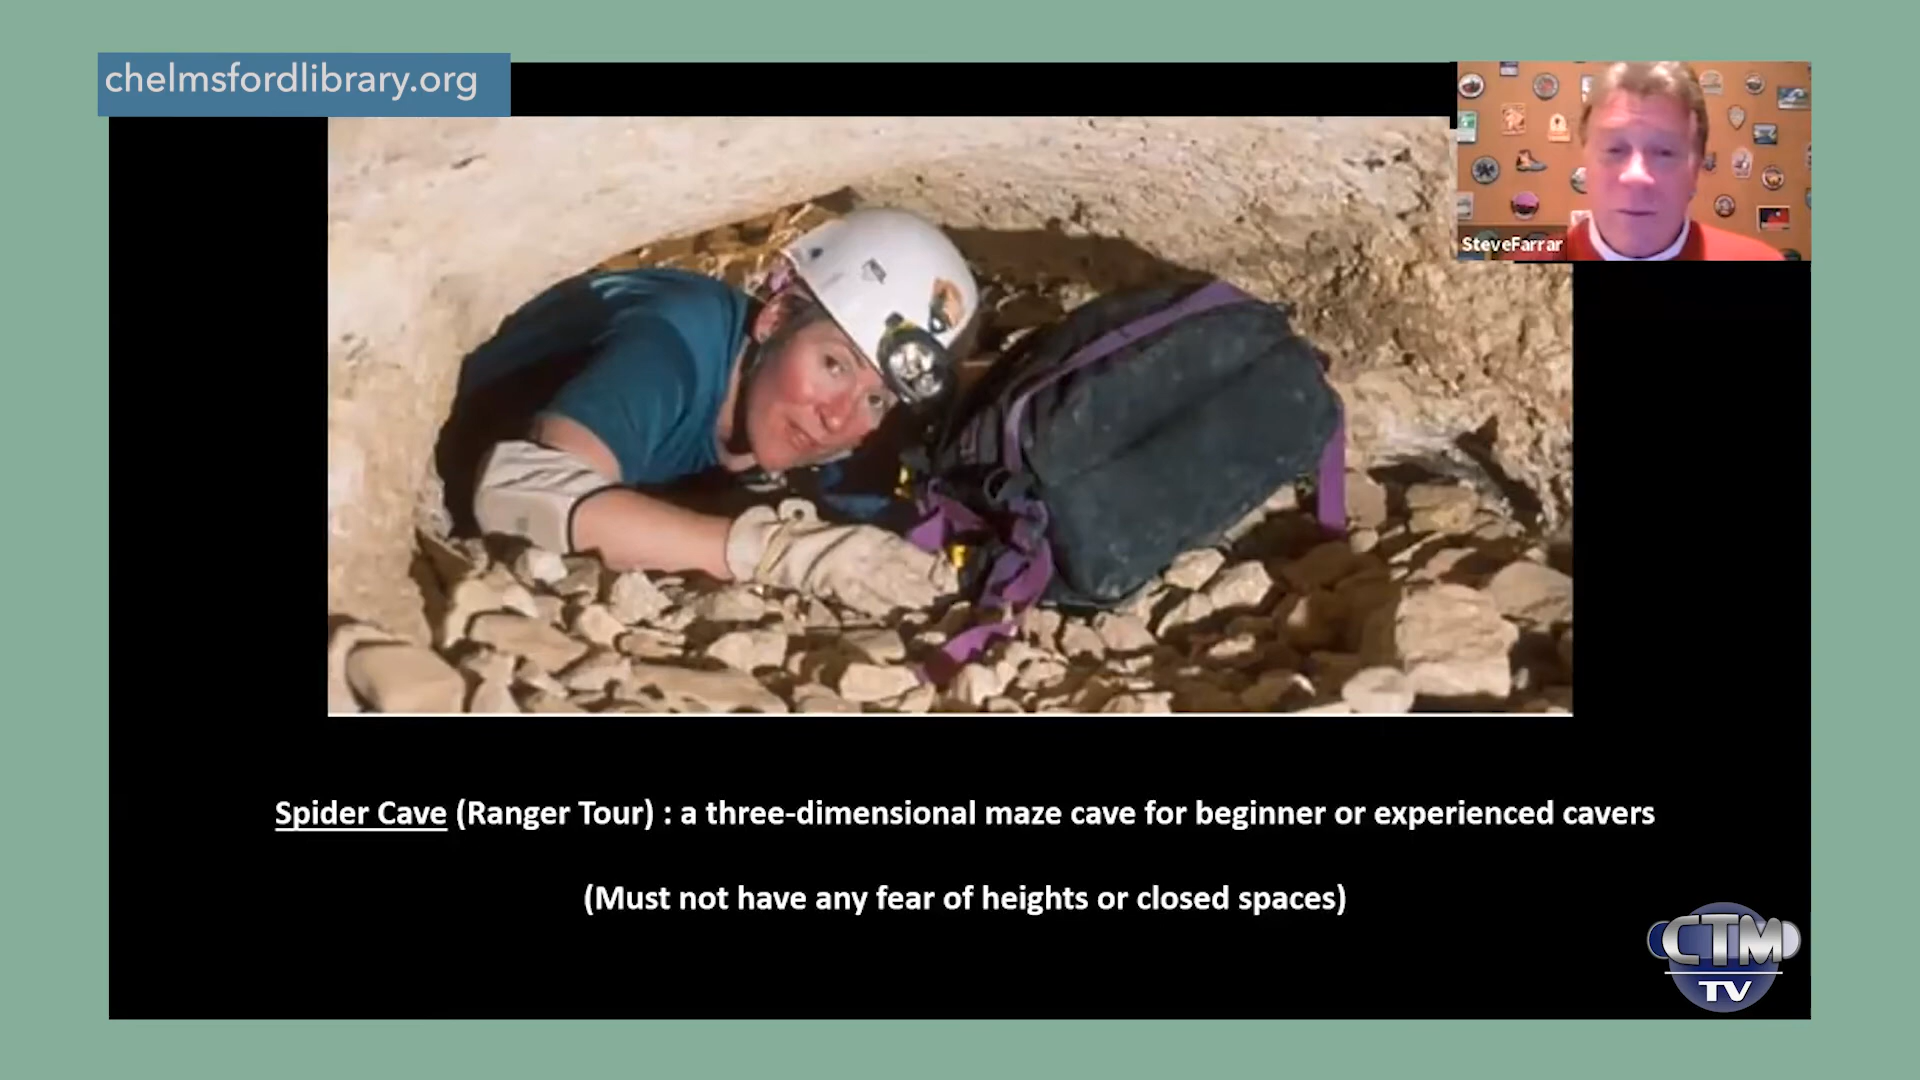 chelmsfordlibrary.org
SteveFarrar
Spider Cave (Ranger Tour) : a three-dimensional maze cave for beginner or experienced cavers
(Must not have any fear of heights or closed spaces)
CTM
TV